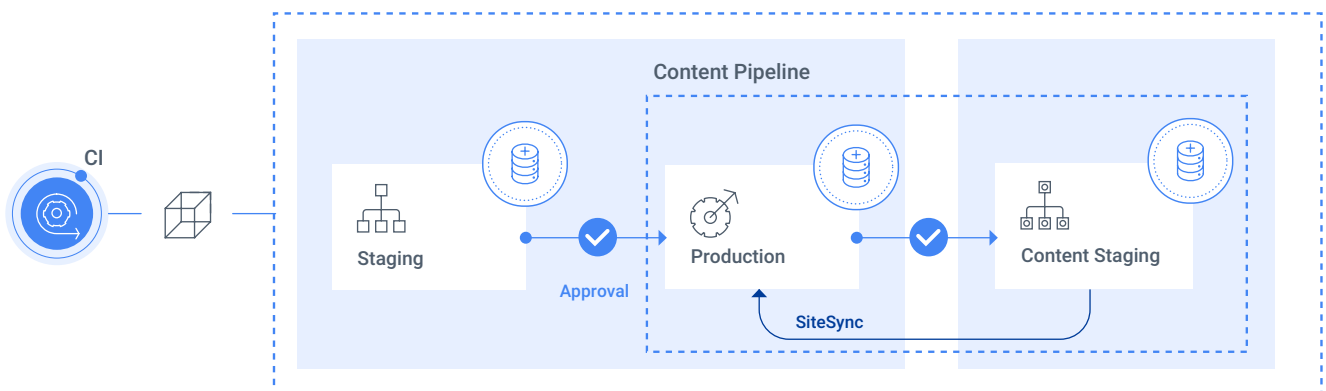 Content Pipeline
CI
Staging
Approval
Production
Content Staging
SiteSync